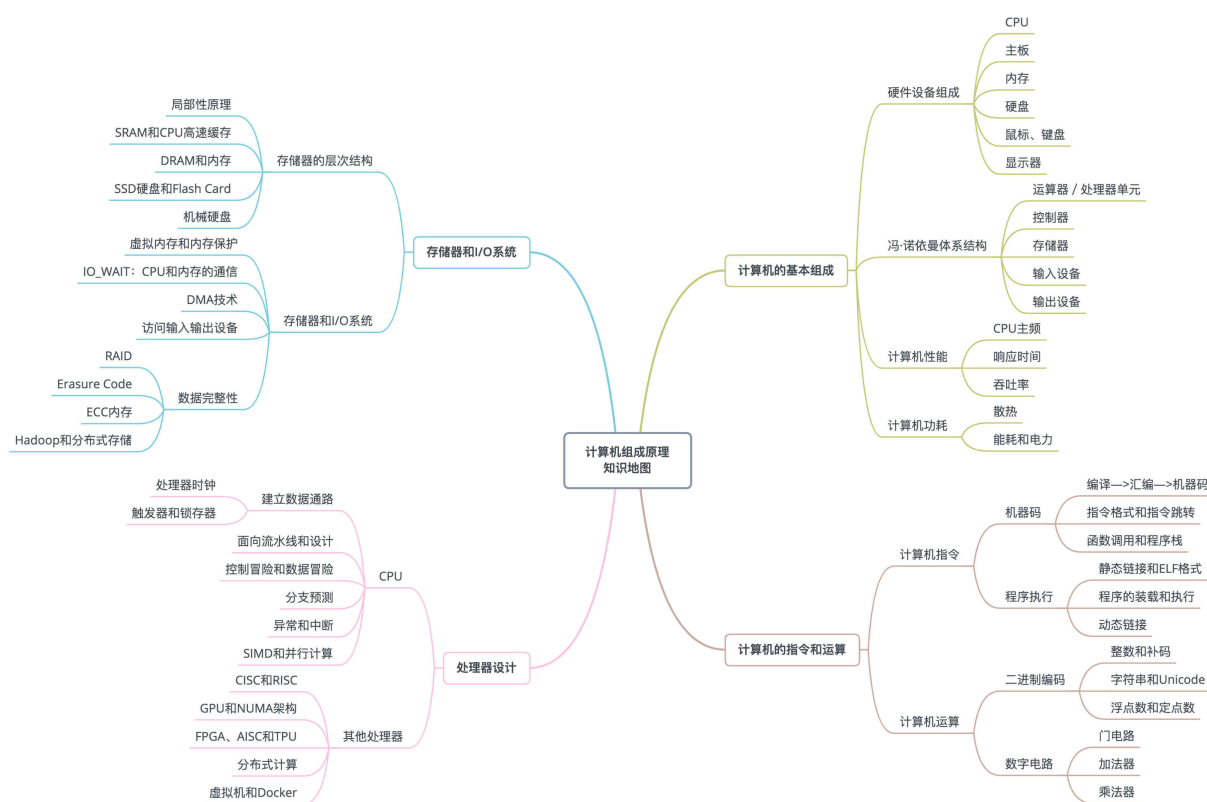 计算机组成原理
知识地图
计算机的基本组成
硬件设备组成
CPU
主板
内存
硬盘
鼠标、键盘
显示器
冯·诺依曼体系结构
运算器 / 处理器单元
控制器
存储器
输入设备
输出设备
计算机性能
CPU主频
响应时间
吞吐率
计算机功耗
散热
能耗和电力
计算机的指令和运算
计算机指令
机器码
编译—>汇编—>机器码
指令格式和指令跳转
函数调用和程序栈
程序执行
静态链接和ELF格式
程序的装载和执行
动态链接
计算机运算
二进制编码
整数和补码
字符串和Unicode
浮点数和定点数
数字电路
门电路
加法器
乘法器
存储器和I/O系统
存储器的层次结构
局部性原理
SRAM和CPU高速缓存
DRAM和内存
SSD硬盘和Flash Card
机械硬盘
存储器和I/O系统
虚拟内存和内存保护
IO_WAIT：CPU和内存的通信
DMA技术
访问输入输出设备
数据完整性
RAID
Erasure Code
ECC内存
Hadoop和分布式存储
处理器设计
CPU
建立数据通路
处理器时钟
触发器和锁存器
面向流水线和设计
控制冒险和数据冒险
分支预测
异常和中断
SIMD和并行计算
其他处理器
CISC和RISC
GPU和NUMA架构
FPGA、AISC和TPU
分布式计算
虚拟机和Docker